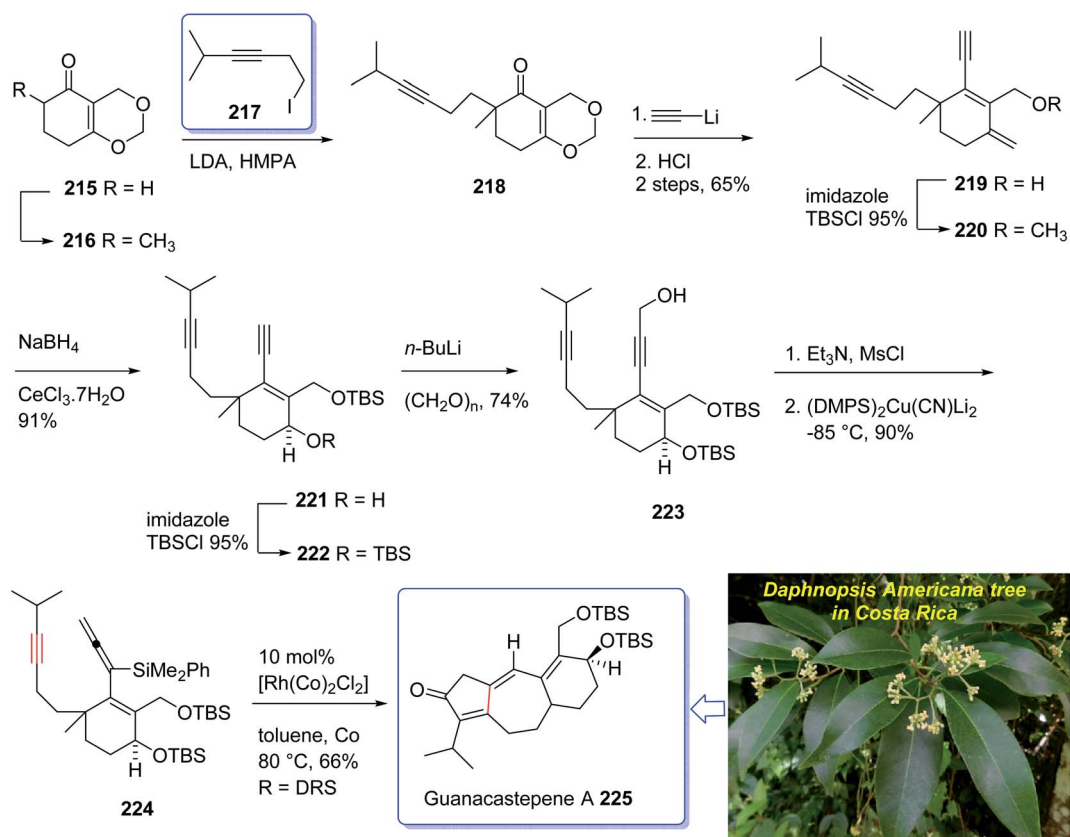 R
O
O
O
217
I
LDA, HMPA
215 R = H
216 R = CH3
O
O
O
218
1. Li
2. HCl
2 steps, 65%
OR
219 R = H
imidazole
TBSCl 95%
220 R = CH3
NaBH4
CeCl3.7H2O
91%
OTBS
OR
H
221 R = H
imidazole
TBSCl 95%
222 R = TBS
n-BuLi
(CH2O)n, 74%
OH
OTBS
OTBS
H
223
1. Et3N, MsCl
2. (DMPS)2Cu(CN)Li2
-85 °C, 90%
SiMe2Ph
OTBS
OTBS
H
224
10 mol%
[Rh(Co)2Cl2]
toluene, Co
80 °C, 66%
R = DRS
OTBS
H
OTBS
H
O
Guanacastepene A 225
Daphnopsis Americana tree
in Costa Rica